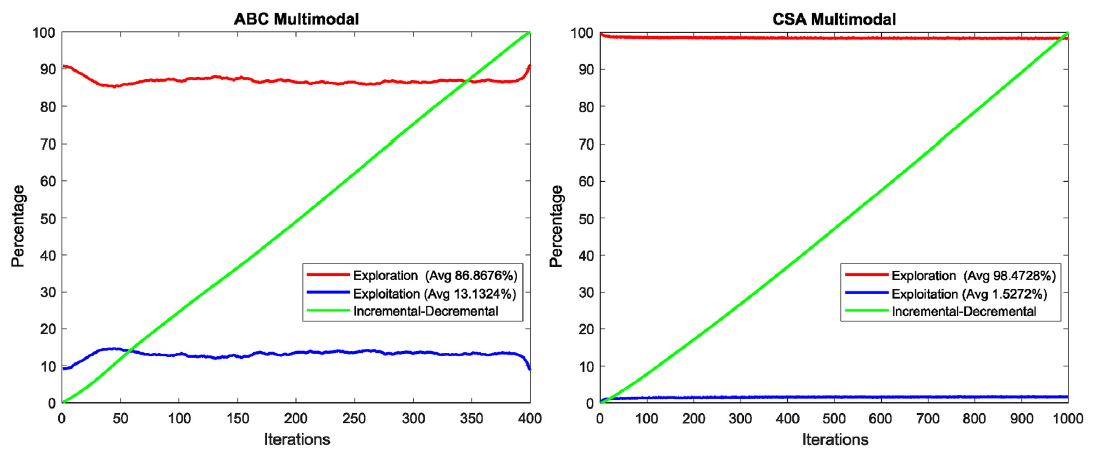 ABC Multimodal
100
90
80
70
60
50
40
30
20
10
0
Percentage
0 50 100 150 200 250 300 350 400
Iterations
Exploration (Avg 86.8676%)
Exploitation (Avg 13.1324%)
Incremental-Decremental
CSA Multimodal
100
90
80
70
60
50
40
30
20
10
0
Percentage
0 100 200 300 400 500 600 700 800 900 1000
Iterations
Exploration (Avg 98.4728%)
Exploitation (Avg 1.5272%)
Incremental-Decremental